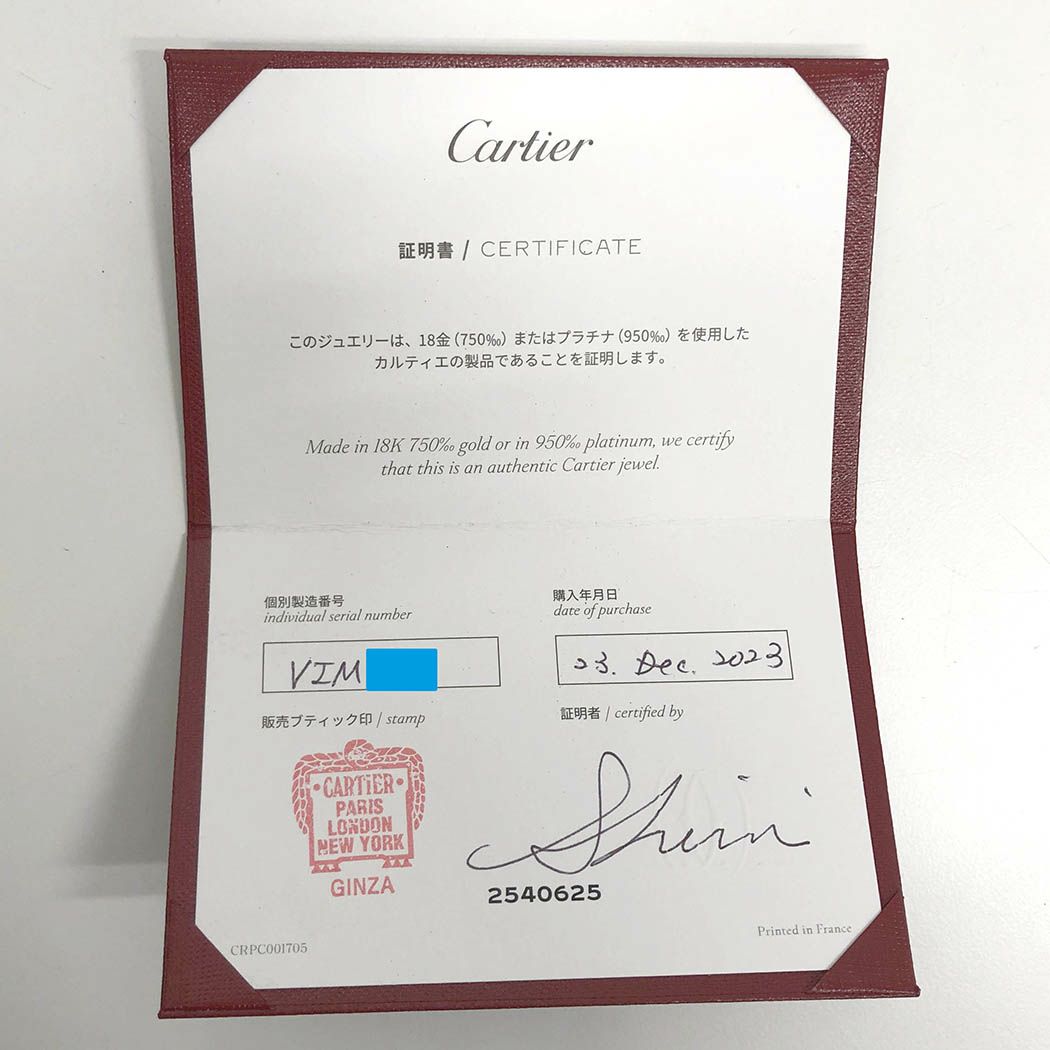 Cartier
証明書 / CERTIFICATE
このジュエリーは、18金（750‰）またはプラチナ（950‰）を使用した
カルティエの製品であることを証明します。
Made in 18K 750‰ gold or in 950‰ platinum, we certify
that this is an authentic Cartier jewel.
個別製造番号
individual serial number
VIM
購入年月日
date of purchase
23. Dec. 2023
販売ブティック印 / stamp
CARTIER
PARIS
LONDON
NEW YORK
GINZA
証明者 / certified by
2540625
CRPC001705
Printed in France